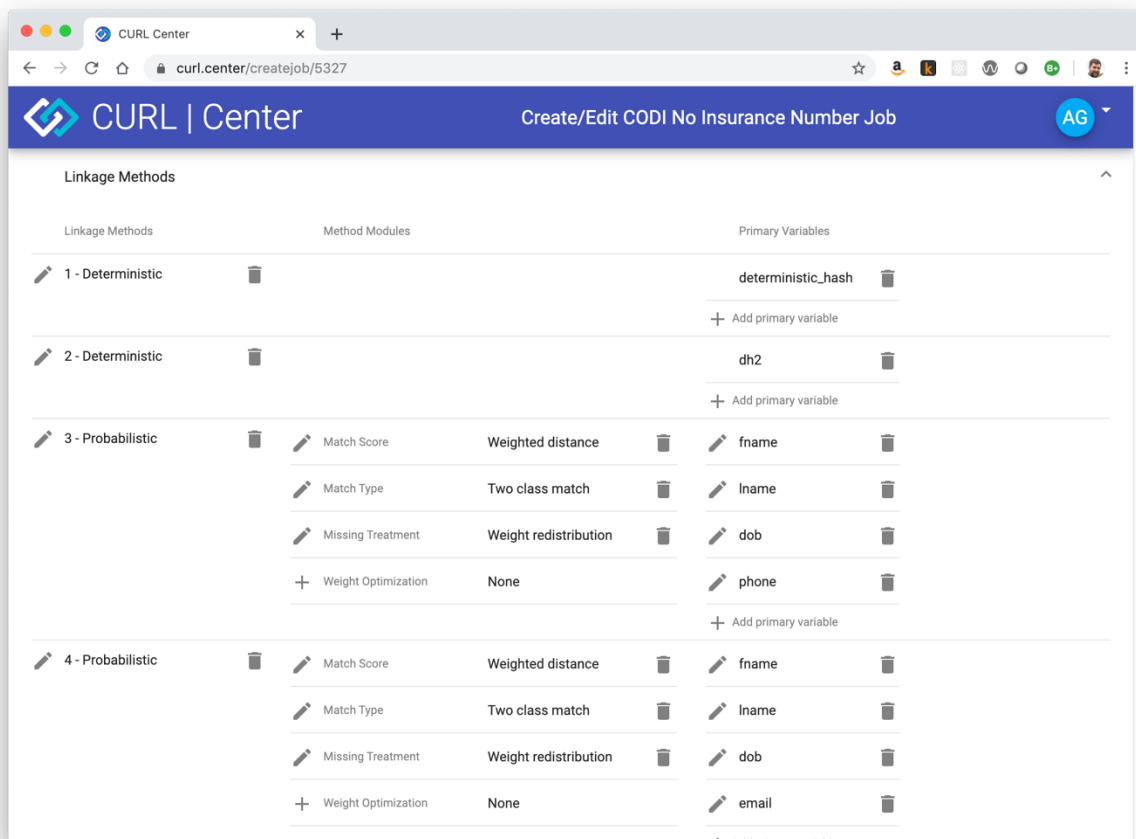 CURL Center
curl.center/createjob/5327
CURL | Center
Create/Edit CODI No Insurance Number Job
AG
Linkage Methods
Linkage Methods Method Modules Primary Variables
1 - Deterministic deterministic_hash
Add primary variable
2 - Deterministic dh2
Add primary variable
3 - Probabilistic Match Score Weighted distance fname
Match Type Two class match lname
Missing Treatment Weight redistribution dob
Weight Optimization None phone
Add primary variable
4 - Probabilistic Match Score Weighted distance fname
Match Type Two class match lname
Missing Treatment Weight redistribution dob
Weight Optimization None email